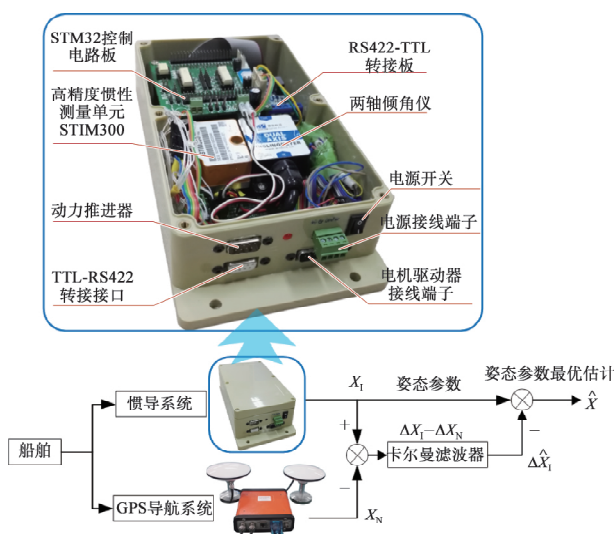 STM32控制
电路板
RS422-TTL
转接板
高精度惯性
测量单元
STIM300
两轴倾角仪
DUAL
AXIS
电源开关
动力推进器
电源接线端子
TTL-RS422
转接接口
电机驱动器
接线端子
船舶
惯导系统
X_I
姿态参数
姿态参数最优估计
X̂
+
ΔX_I−ΔX_N
卡尔曼滤波器
−
ΔX̂_I
GPS导航系统
−
X_N